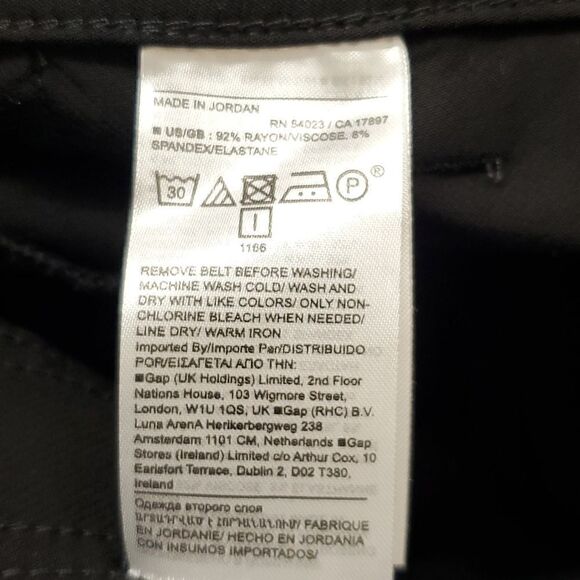 MADE IN JORDAN
RN 54023 / CA 17897
■ US/GB : 92% RAYON/VISCOSE, 8%
SPANDEX/ELASTANE
30 P ®
1166
REMOVE BELT BEFORE WASHING/
MACHINE WASH COLD/ WASH AND
DRY WITH LIKE COLORS/ ONLY NON-
CHLORINE BLEACH WHEN NEEDED/
LINE DRY/ WARM IRON
Imported By/Importe Par/DISTRIBUIDO
POR/ΕΙΣΑΓΕΤΑΙ ΑΠΟ ΤΗΝ:
■Gap (UK Holdings) Limited, 2nd Floor
Nations House, 103 Wigmore Street,
London, W1U 1QS, UK ■Gap (RHC) B.V.
Luna ArenA Herikerbergweg 238
Amsterdam 1101 CM, Netherlands ■Gap
Stores (Ireland) Limited c/o Arthur Cox, 10
Earlsfort Terrace, Dublin 2, D02 T380,
Ireland
Одежда второго слоя
ԱՐՏԱԴՐՎԱԾ Է ՀՈՐԴԱՆԱՆՈՒՄ/ FABRIQUE
EN JORDANIE/ HECHO EN JORDANIA
CON INSUMOS IMPORTADOS/